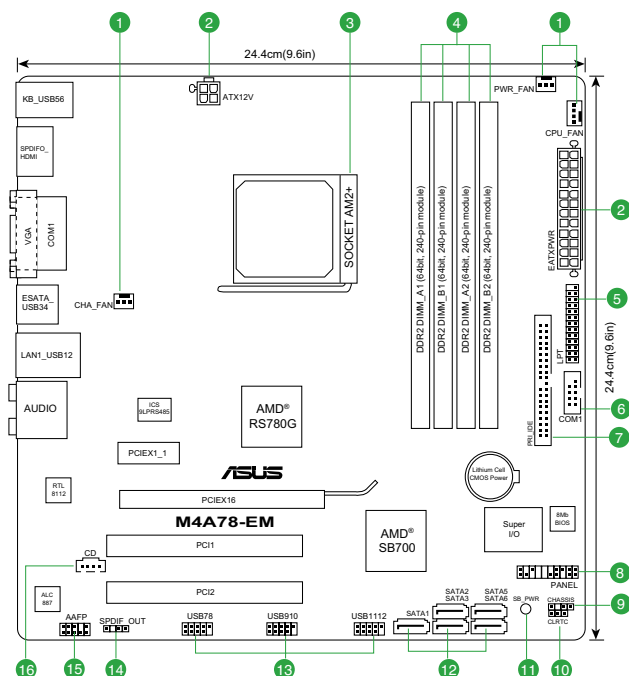 1
2
3
4
1
24.4cm(9.6in)
KB_USB56
ATX12V
PWR_FAN
CPU_FAN
SPDIFO_
HDMI
SOCKET AM2+
DDR2 DIMM_A1 (64bit, 240-pin module)
DDR2 DIMM_B1 (64bit, 240-pin module)
DDR2 DIMM_A2 (64bit, 240-pin module)
DDR2 DIMM_B2 (64bit, 240-pin module)
EATXPWR
2
VGA
COM1
ESATA_
USB34
CHA_FAN
5
LPT
24.4cm(9.6in)
LAN1_USB12
AUDIO
ICS
9LPRS485
AMD®
RS780G
6
COM1
PRI_IDE
7
PCIEX1_1
ASUS
Lithium Cell
CMOS Power
RTL
8112
PCIEX16
M4A78-EM
AMD®
SB700
Super
I/O
8Mb
BIOS
CD
PCI1
8
PANEL
ALC
887
PCI2
SATA2
SATA3
SATA5
SATA6
SB_PWR
CHASSIS
9
AAFP
SPDIF_OUT
USB78
USB910
USB1112
SATA1
CLRTC
16
15
14
13
12
11
10